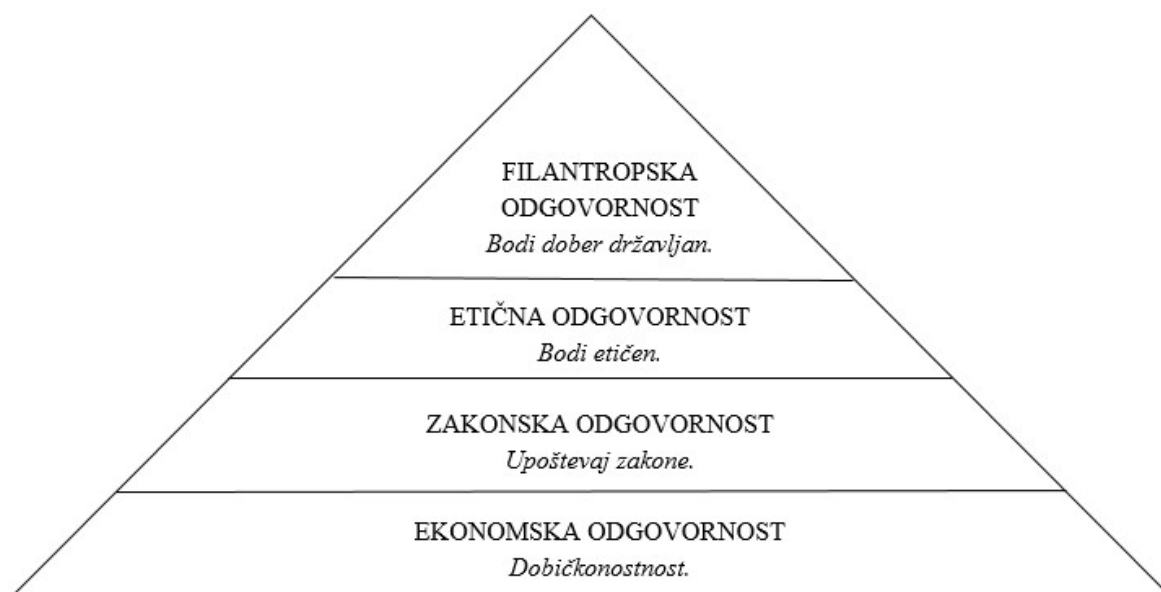 FILANTROPSKA
ODGOVORNOST
Bodi dober državljan.
ETIČNA ODGOVORNOST
Bodi etičen.
ZAKONSKA ODGOVORNOST
Upoštevaj zakone.
EKONOMSKA ODGOVORNOST
Dobičkonostnost.